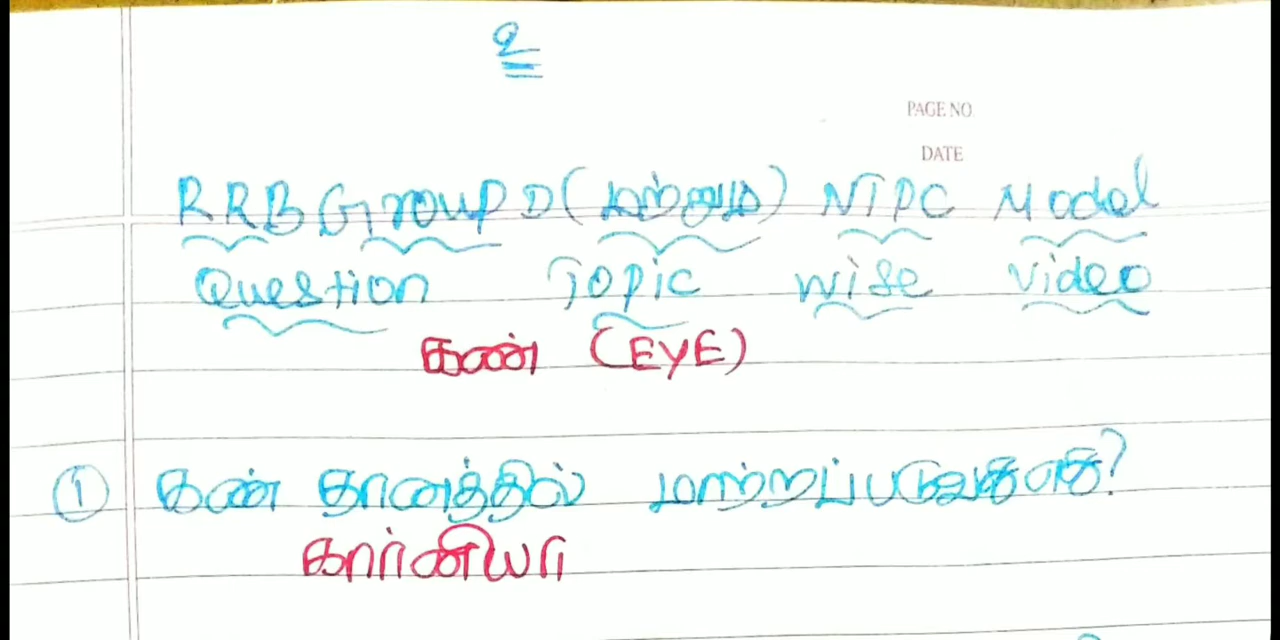 உ
PAGE NO
DATE
RRB Group D (மற்றும்) NTPC Model
Question Topic wise Video
கண் (EYE)
① கண் தானத்தில் மாற்றப்படுவது எது?
கார்னியா